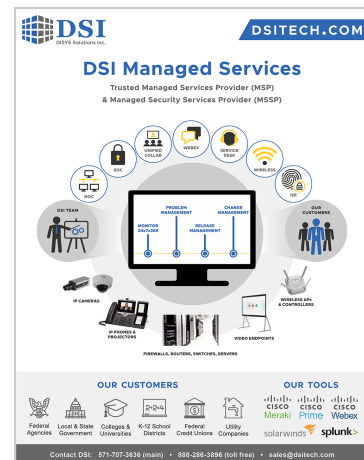 DSI
DISYS Solutions Inc.
DSITECH.COM
DSI Managed Services
Trusted Managed Services Provider (MSP)
& Managed Security Services Provider (MSSP)
NOC
SOC
UNIFIED
COLLAB
WEBEX
SERVICE
DESK
WIRELESS
ISE
DSI TEAM
OUR
CUSTOMERS
MONITOR
24x7x365
PROBLEM
MANAGEMENT
RELEASE
MANAGEMENT
CHANGE
MANAGEMENT
IP CAMERAS
IP PHONES &
PROJECTORS
FIREWALLS, ROUTERS, SWITCHES, SERVERS
VIDEO ENDPOINTS
WIRELESS APs
& CONTROLLERS
OUR CUSTOMERS
Federal
Agencies
Local & State
Government
Colleges &
Universities
2+2=4
K-12 School
Districts
Federal
Credit Unions
Utility
Companies
OUR TOOLS
CISCO
Meraki
CISCO
Prime
CISCO
Webex
solarwinds
splunk>
Contact DSI: 571-707-3636 (main) • 888-286-3896 (toll free) • sales@dsitech.com